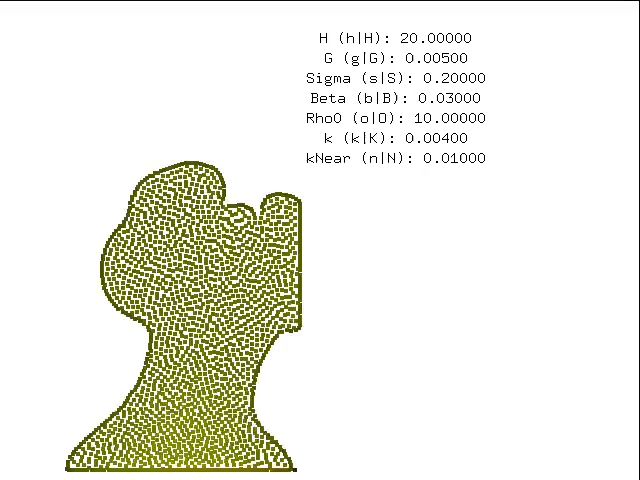 H (h|H): 20.00000
G (g|G): 0.00500
Sigma (s|S): 0.20000
Beta (b|B): 0.03000
Rho0 (o|O): 10.00000
k (k|K): 0.00400
kNear (n|N): 0.01000